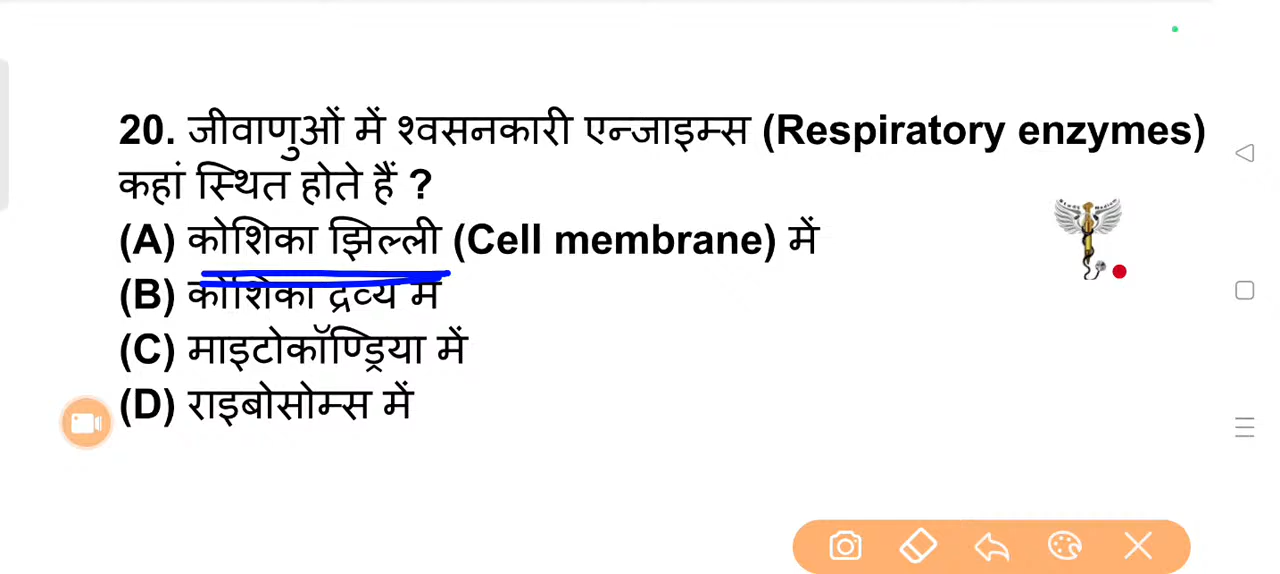 20. जीवाणुओं में श्वसनकारी एन्जाइम्स (Respiratory enzymes)
कहां स्थित होते हैं ?
(A) कोशिका झिल्ली (Cell membrane) में
(B) कोशिका द्रव्य में
(C) माइटोकॉण्ड्रिया में
(D) राइबोसोम्स में